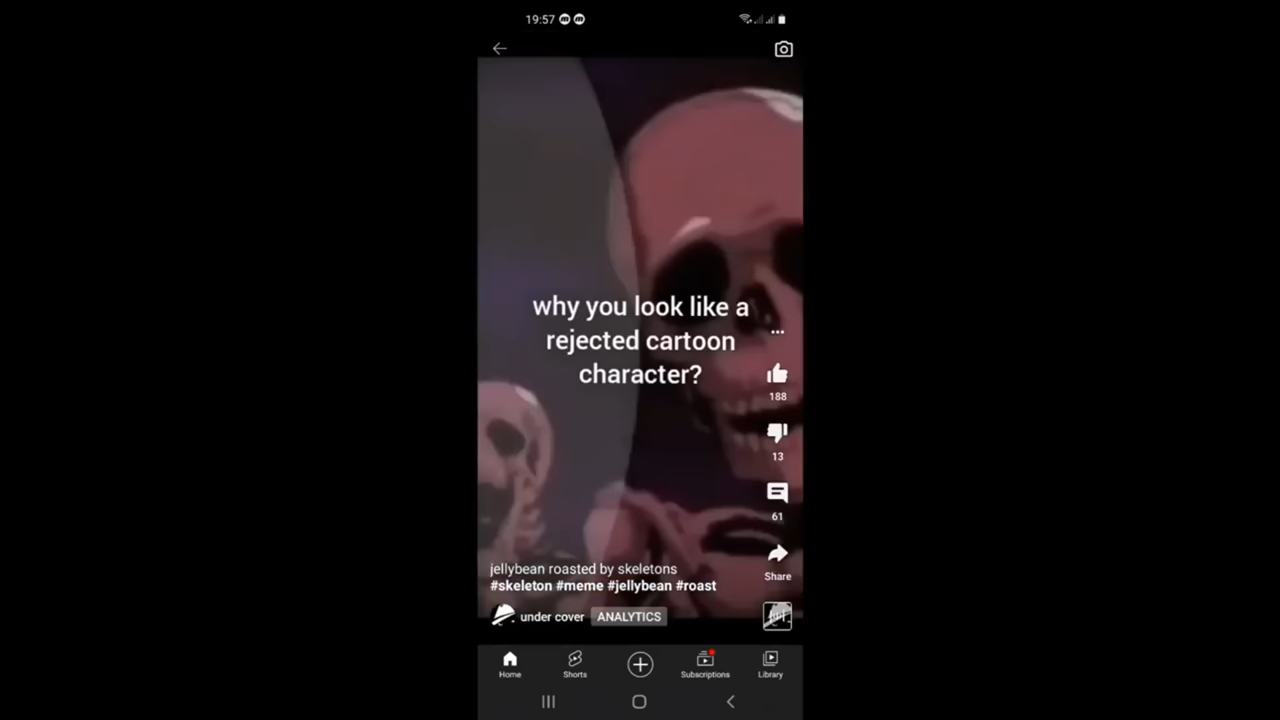 19:57
why you look like a
rejected cartoon
character?
188
13
61
Share
jellybean roasted by skeletons
#skeleton #meme #jellybean #roast
under cover ANALYTICS
Home Shorts Subscriptions Library